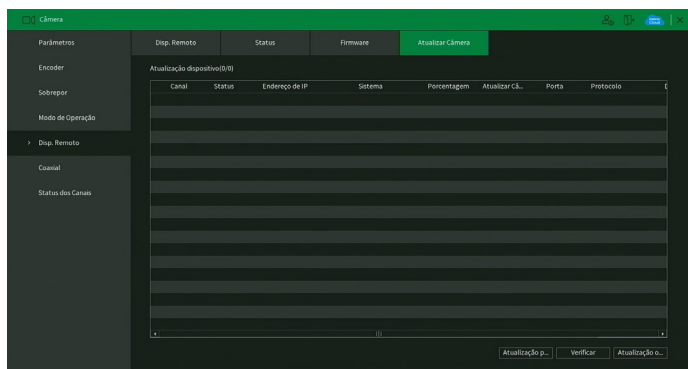 Câmera
Parâmetros
Encoder
Sobrepor
Modo de Operação
Disp. Remoto
Coaxial
Status dos Canais
Disp. Remoto Status Firmware Atualizar Câmera
Atualização dispositivo(0/0)
Canal Status Endereço de IP Sistema Porcentagem Atualizar Câ... Porta Protocolo
Atualização p... Verificar Atualização o...